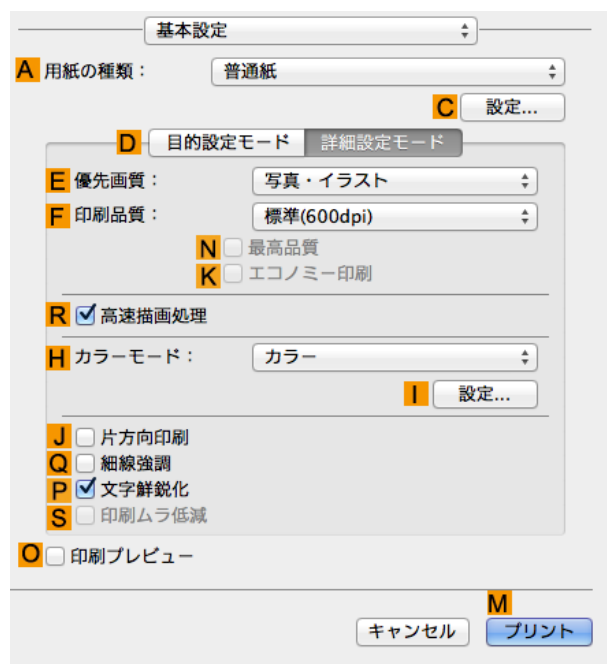 基本設定
A 用紙の種類： 普通紙
C 設定...
D 目的設定モード 詳細設定モード
E 優先画質： 写真・イラスト
F 印刷品質： 標準(600dpi)
N 最高品質
K エコノミー印刷
R 高速描画処理
H カラーモード： カラー
I 設定...
J 片方向印刷
Q 細線強調
P 文字鮮鋭化
S 印刷ムラ低減
O 印刷プレビュー
M
キャンセル プリント